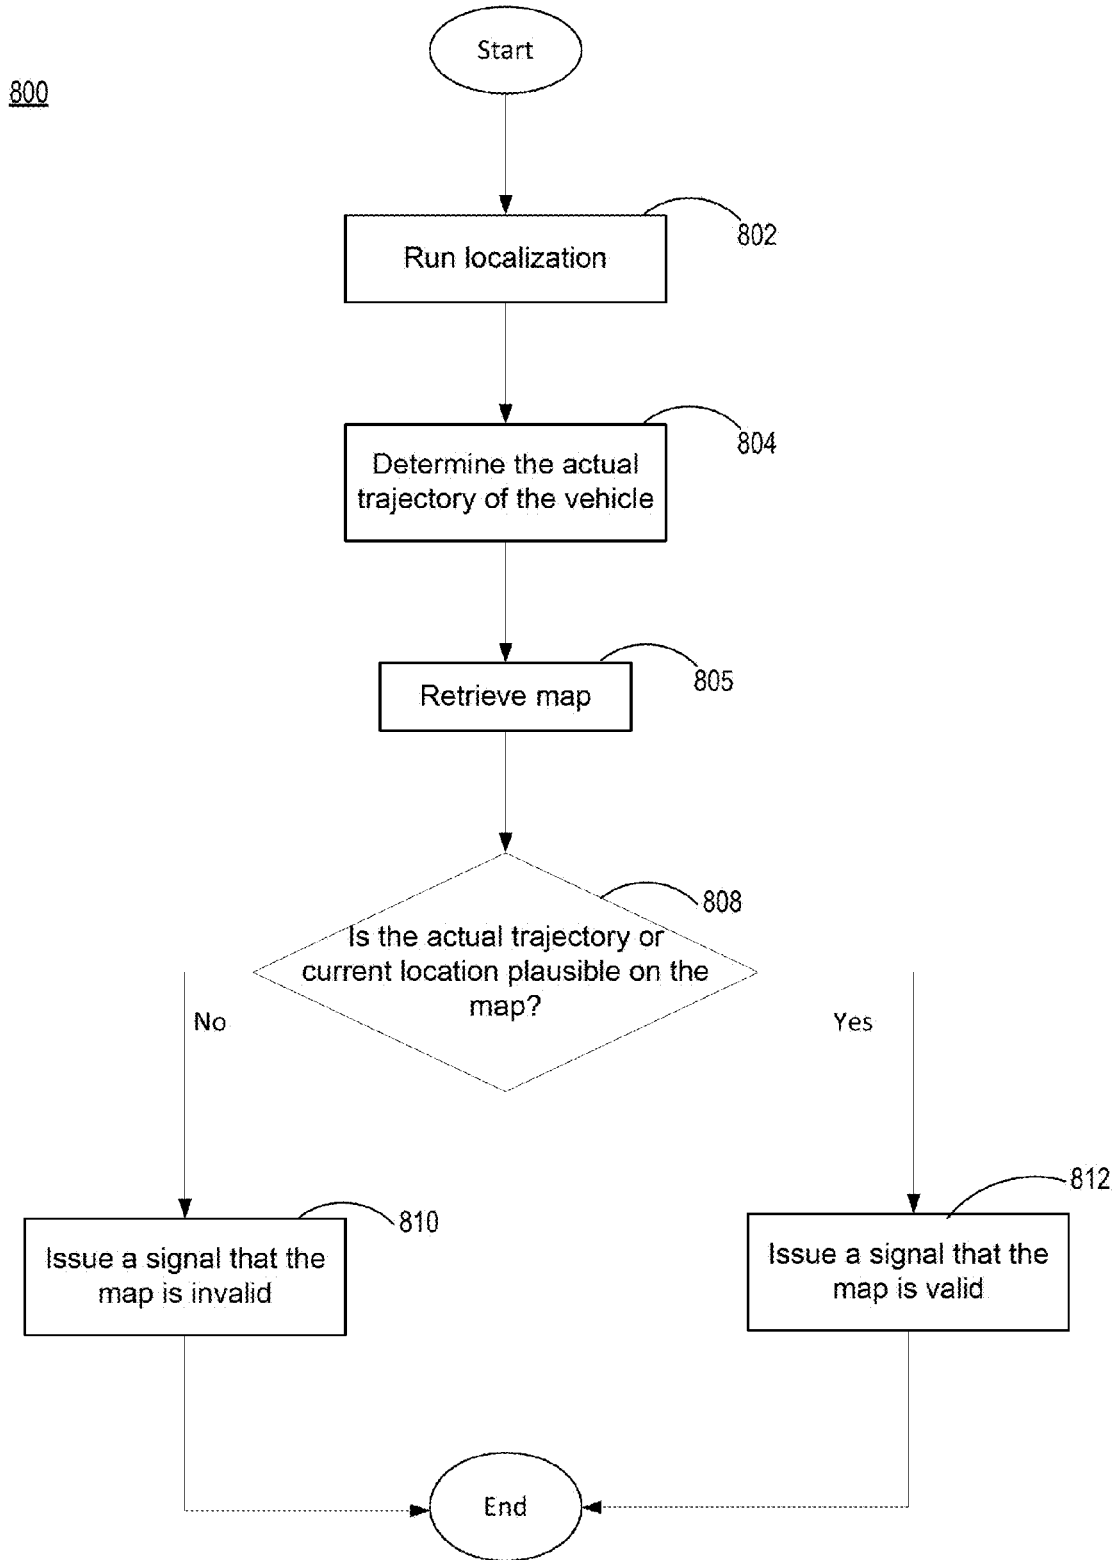 Start
800
802
Run localization
804
Determine the actual
trajectory of the vehicle
805
Retrieve map
808
Is the actual trajectory or
current location plausible on the
map?
No
Yes
810
812
Issue a signal that the
map is invalid
Issue a signal that the
map is valid
End